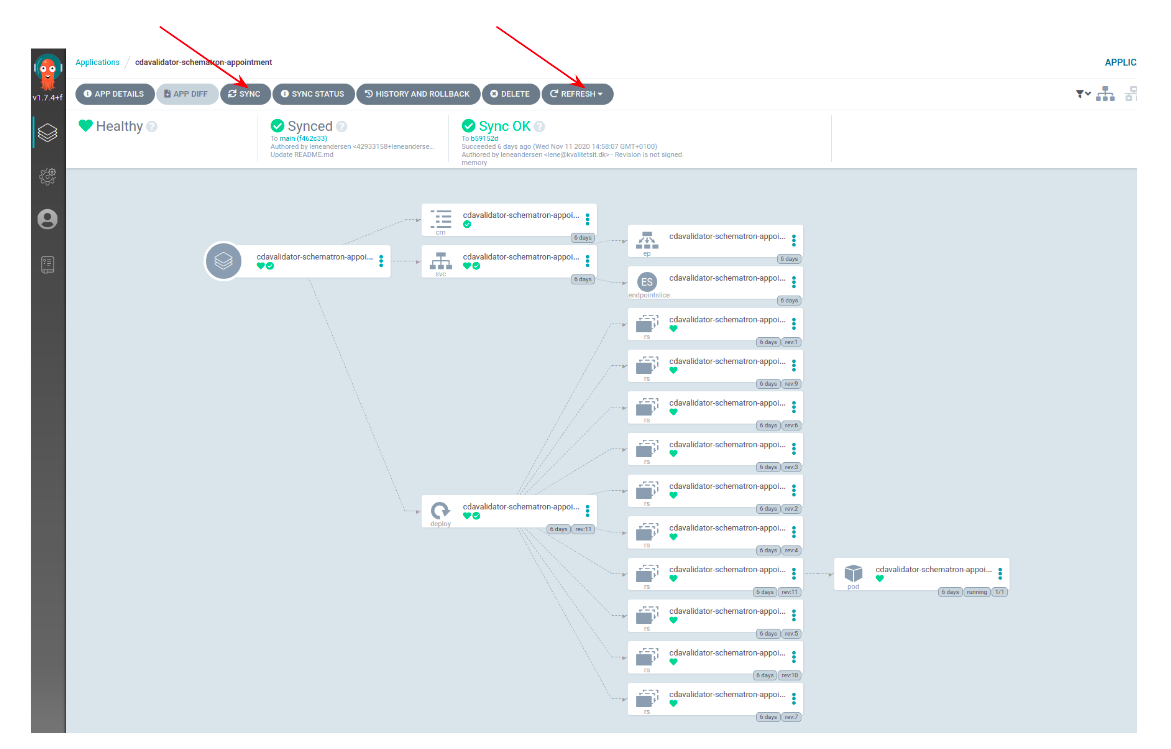 Applications / cdavalidator-schematron-appointment
APPLIC
v1.7.4+f
APP DETAILS
APP DIFF
SYNC
SYNC STATUS
HISTORY AND ROLLBACK
DELETE
REFRESH
Healthy
Synced
To main (f462c33)
Authored by leneandersen <42933158+leneanderse...
Update README.md
Sync OK
To b59152d
Succeeded 6 days ago (Wed Nov 11 2020 14:58:07 GMT+0100)
Authored by leneandersen <lene@kvalitetsit.dk> - Revision is not signed.
memory
cdavalidator-schematron-appoi...
cdavalidator-schematron-appoi...
cm
6 days
cdavalidator-schematron-appoi...
svc
6 days
cdavalidator-schematron-appoi...
ep
6 days
ES
cdavalidator-schematron-appoi...
endpointslice
6 days
cdavalidator-schematron-appoi...
rs
6 days rev:1
cdavalidator-schematron-appoi...
rs
6 days rev:9
cdavalidator-schematron-appoi...
rs
6 days rev:6
cdavalidator-schematron-appoi...
rs
6 days rev:3
cdavalidator-schematron-appoi...
rs
6 days rev:2
cdavalidator-schematron-appoi...
deploy
6 days rev:11
cdavalidator-schematron-appoi...
rs
6 days rev:4
cdavalidator-schematron-appoi...
rs
6 days rev:11
cdavalidator-schematron-appoi...
pod
6 days running 1/1
cdavalidator-schematron-appoi...
rs
6 days rev:5
cdavalidator-schematron-appoi...
rs
6 days rev:10
cdavalidator-schematron-appoi...
rs
6 days rev:7